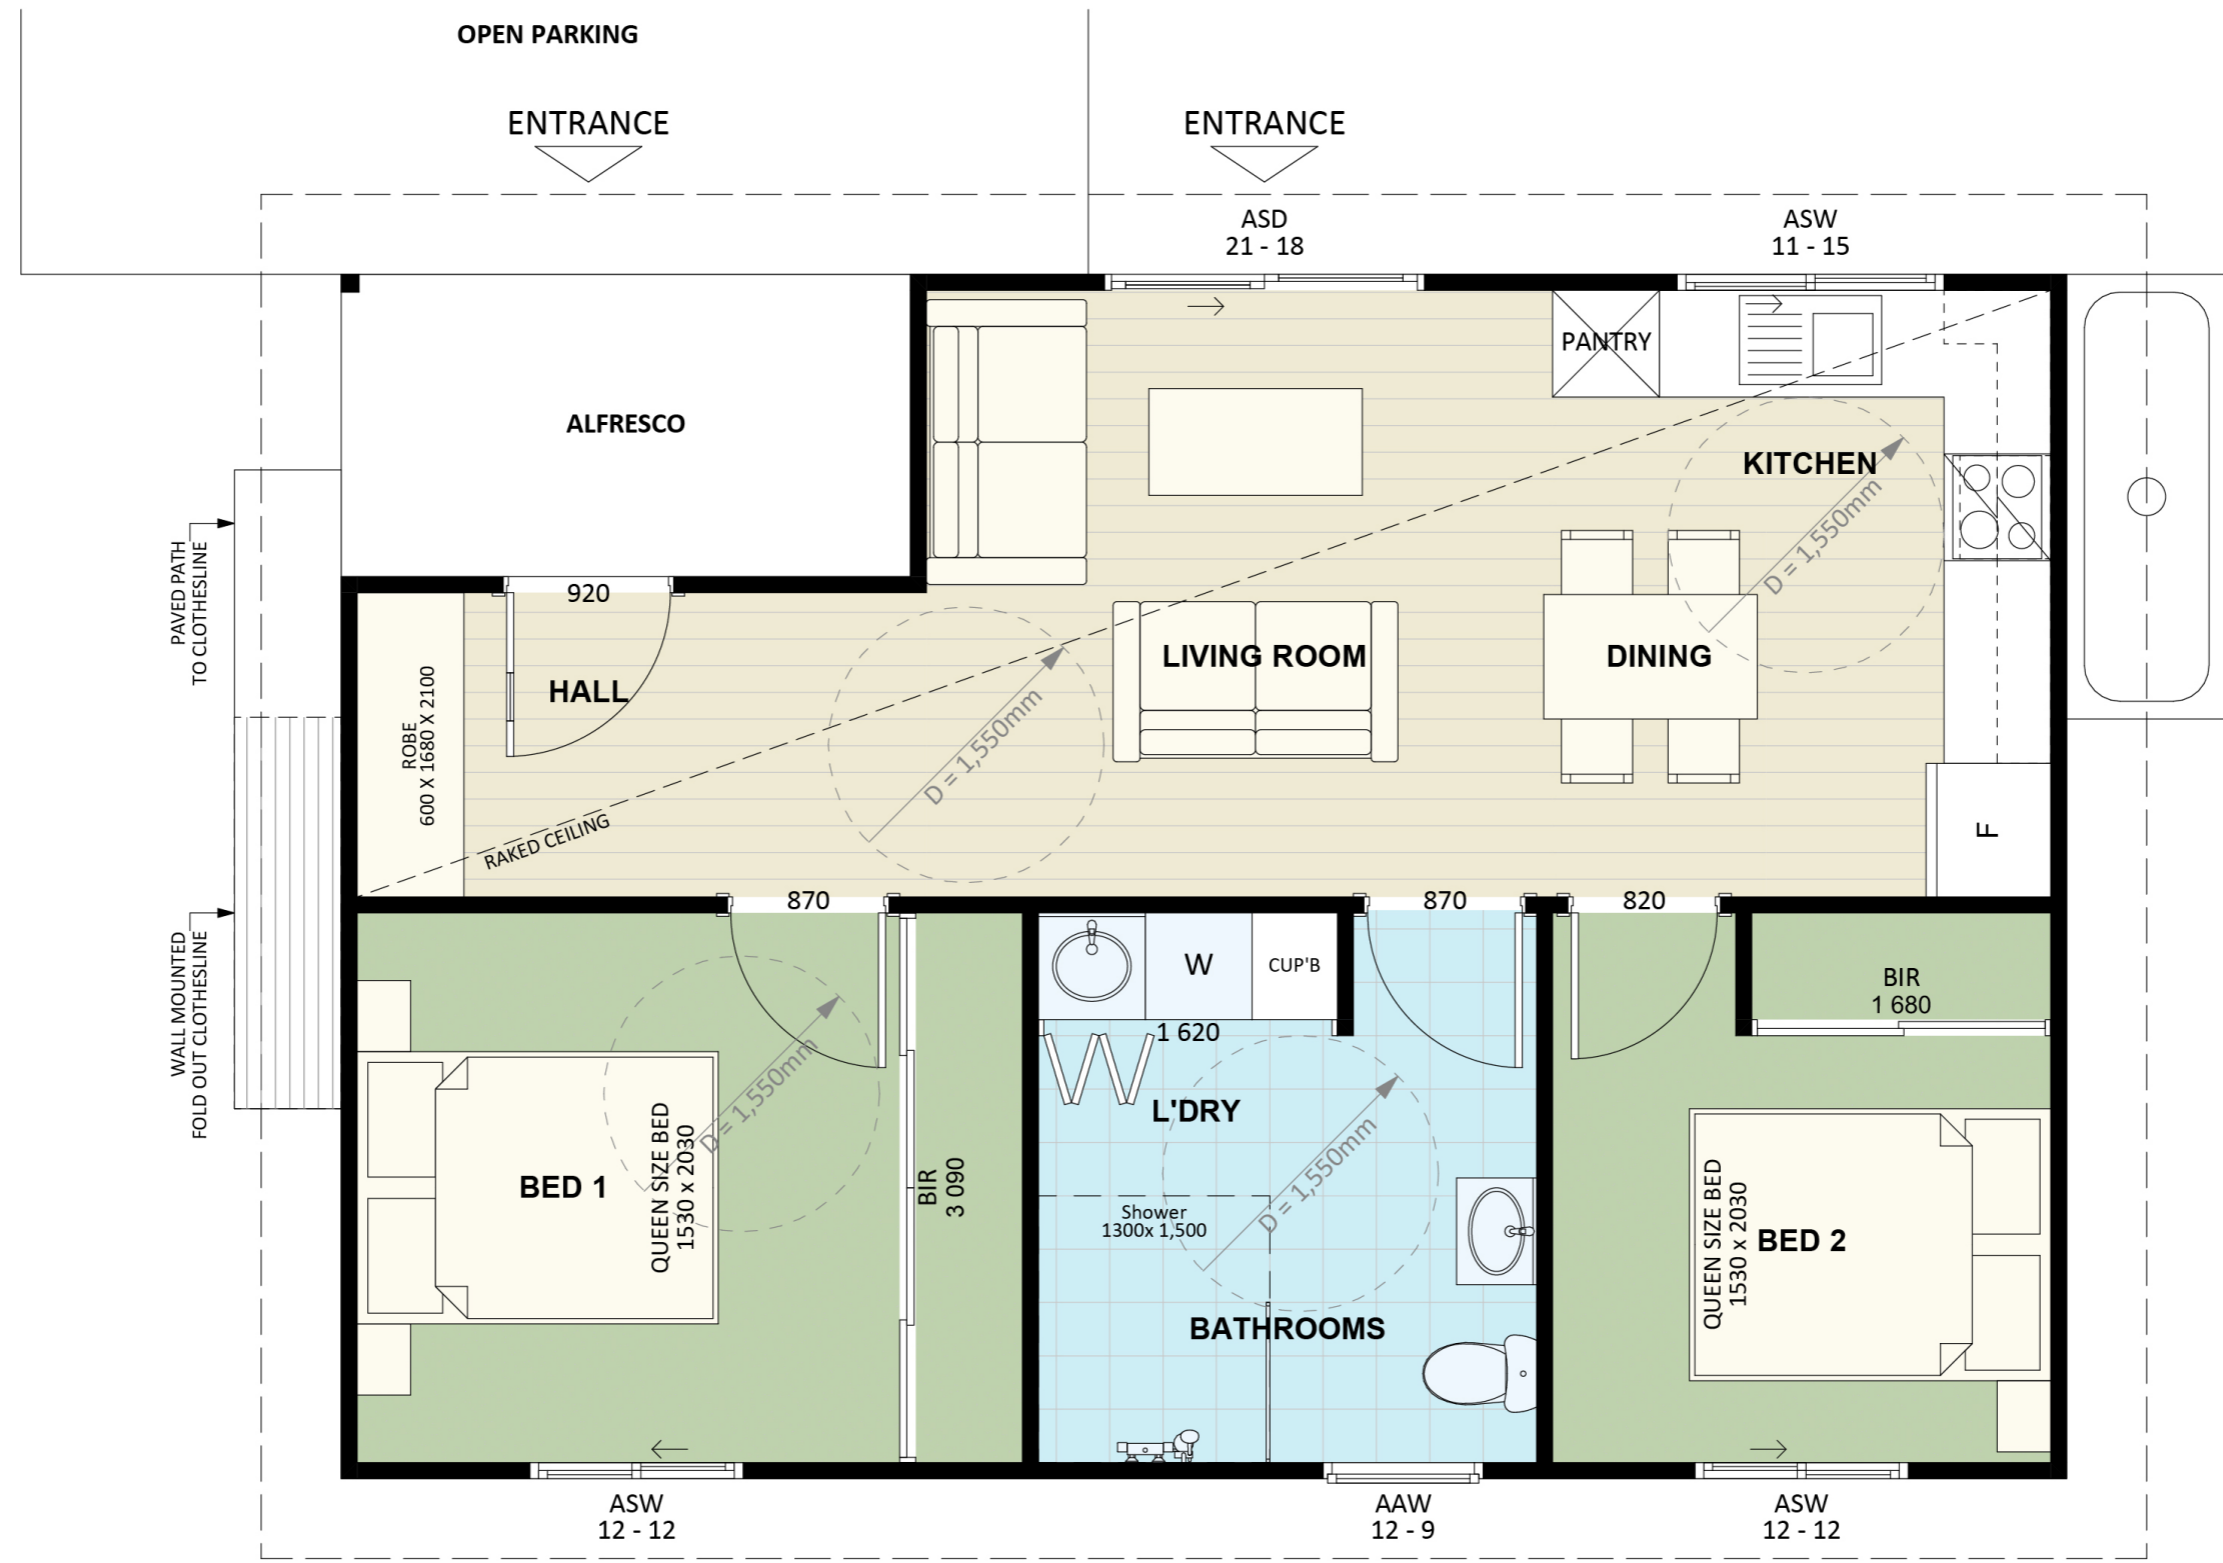 OPEN PARKING
ENTRANCE
ENTRANCE
ASD
21 - 18
ASW
11 - 15
PANTRY
ALFRESCO
KITCHEN
D = 1,550mm
PAVED PATH
TO CLOTHESLINE
920
HALL
ROBE
600 X 1680 X 2100
LIVING ROOM
DINING
D = 1,550mm
RAKED CEILING
F
870
870
820
WALL MOUNTED
FOLD OUT CLOTHESLINE
W
CUP'B
BIR
1 680
1 620
D = 1,550mm
L'DRY
D = 1,550mm
BED 1
QUEEN SIZE BED
1530 x 2030
BIR
3 090
Shower
1300x 1,500
BATHROOMS
QUEEN SIZE BED
1530 x 2030
BED 2
ASW
12 - 12
AAW
12 - 9
ASW
12 - 12